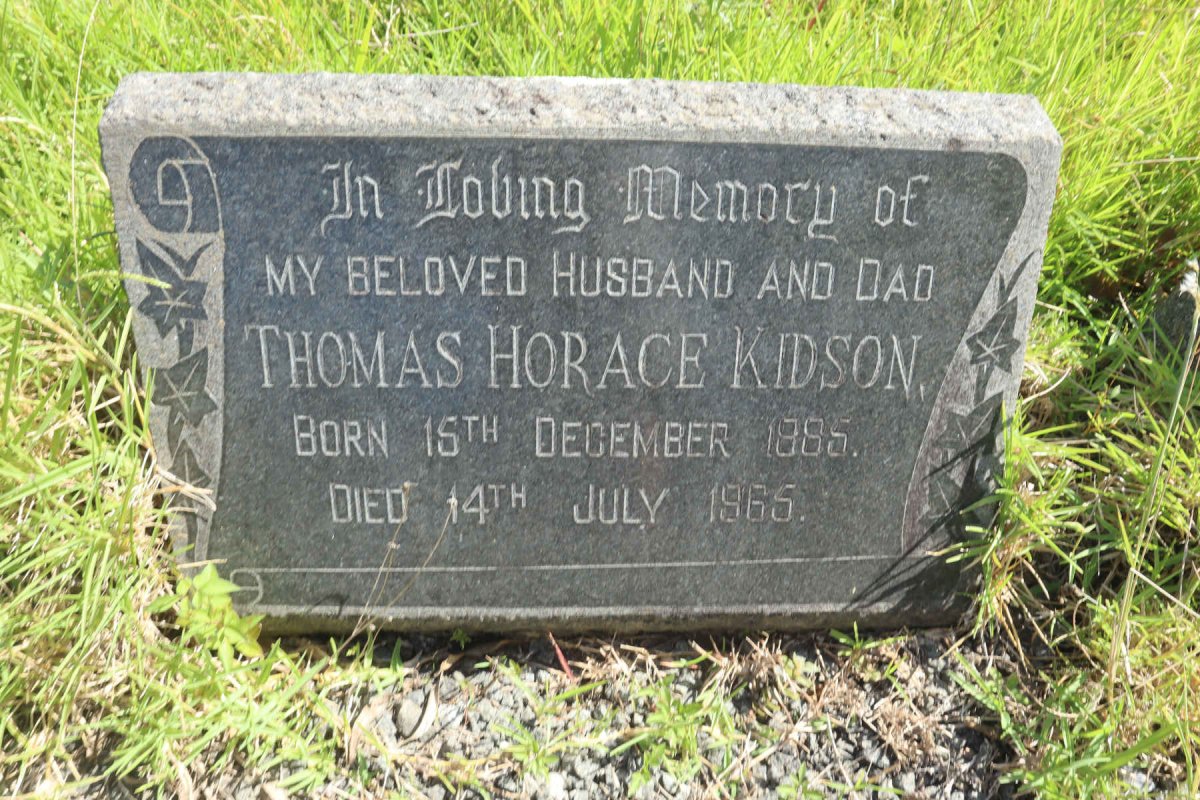 In Loving Memory of
MY BELOVED HUSBAND AND DAD
THOMAS HORACE KIDSON,
BORN 15TH DECEMBER 1885.
DIED 14TH JULY 1965.